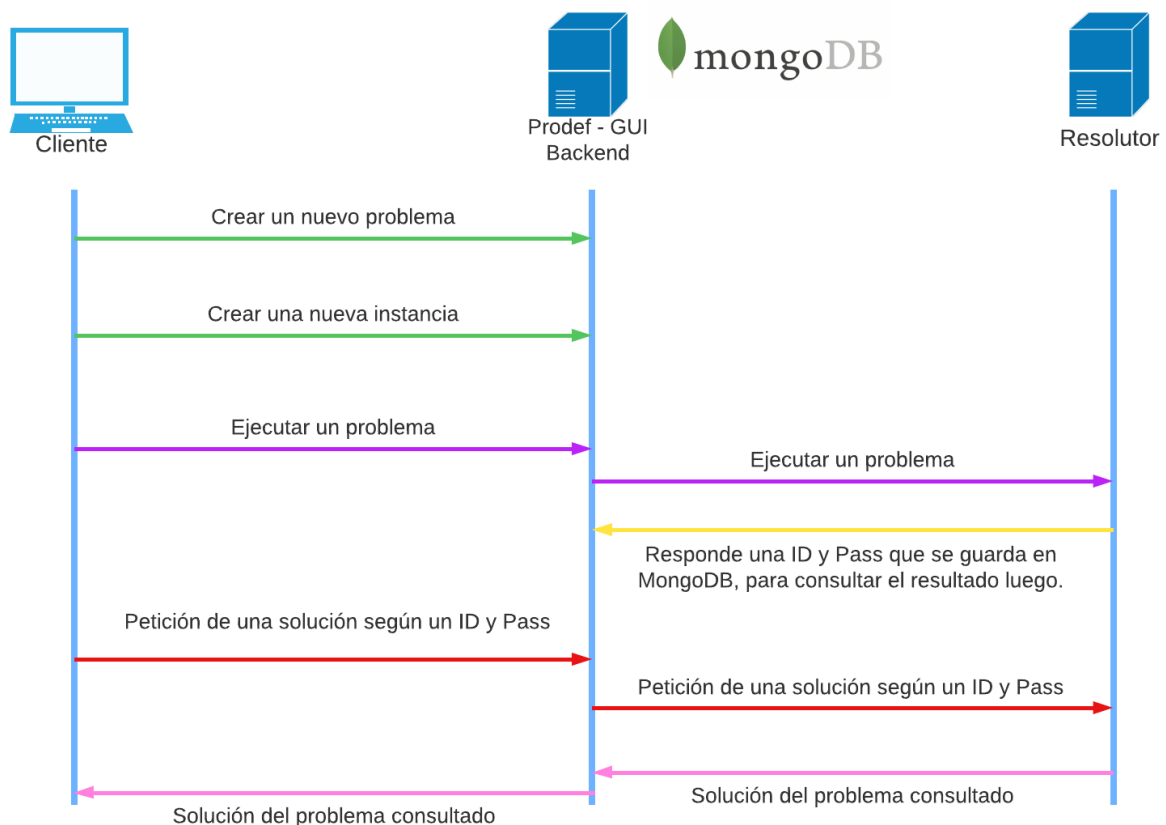 mongoDB
Cliente
Prodef - GUI
Backend
Resolutor
Crear un nuevo problema
Crear una nueva instancia
Ejecutar un problema
Ejecutar un problema
Responde una ID y Pass que se guarda en
MongoDB, para consultar el resultado luego.
Petición de una solución según un ID y Pass
Petición de una solución según un ID y Pass
Solución del problema consultado
Solución del problema consultado